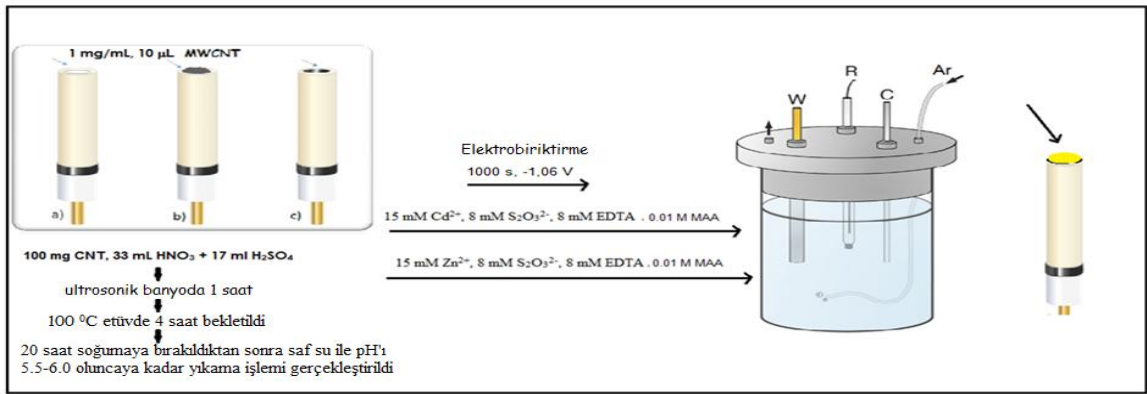 1 mg/mL, 10 µL MWCNT
a)
b)
c)
100 mg CNT, 33 mL HNO₃ + 17 ml H₂SO₄
ultrosonik banyoda 1 saat
100 ⁰C etüvde 4 saat bekletildi
20 saat soğumaya bırakıldıktan sonra saf su ile pH'ı
5.5-6.0 oluncaya kadar yıkama işlemi gerçekleştirildi
Elektrobiriktirme
1000 s, -1,06 V
15 mM Cd²⁺, 8 mM S₂O₃²⁻, 8 mM EDTA . 0.01 M MAA
15 mM Zn²⁺, 8 mM S₂O₃²⁻, 8 mM EDTA . 0.01 M MAA
W
R
C
Ar